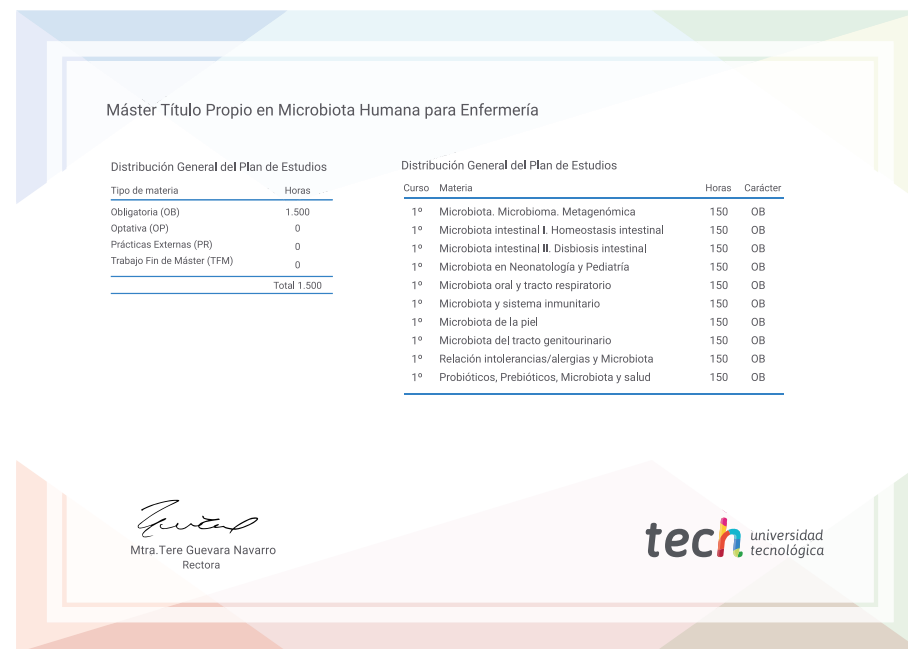 Máster Título Propio en Microbiota Humana para Enfermería
Distribución General del Plan de Estudios
Tipo de materia Horas
Obligatoria (OB) 1.500
Optativa (OP) 0
Prácticas Externas (PR) 0
Trabajo Fin de Máster (TFM) 0
Total 1.500
Distribución General del Plan de Estudios
Curso Materia Horas Carácter
1º Microbiota. Microbioma. Metagenómica 150 OB
1º Microbiota intestinal I. Homeostasis intestinal 150 OB
1º Microbiota intestinal II. Disbiosis intestinal 150 OB
1º Microbiota en Neonatología y Pediatría 150 OB
1º Microbiota oral y tracto respiratorio 150 OB
1º Microbiota y sistema inmunitario 150 OB
1º Microbiota de la piel 150 OB
1º Microbiota del tracto genitourinario 150 OB
1º Relación intolerancias/alergias y Microbiota 150 OB
1º Probióticos, Prebióticos, Microbiota y salud 150 OB
Mtra.Tere Guevara Navarro
Rectora
tech universidad
tecnológica